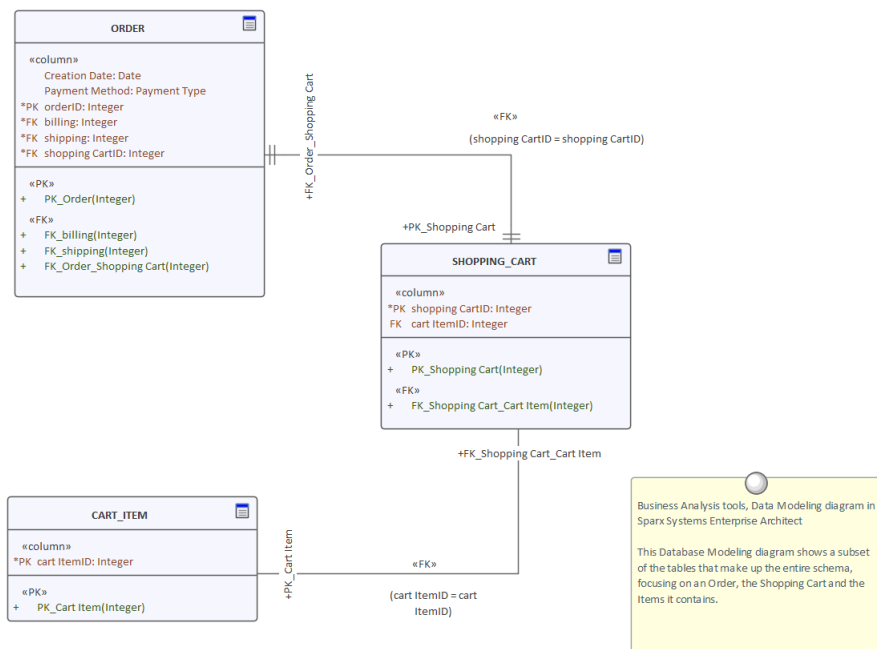 ORDER
«column»
Creation Date: Date
Payment Method: Payment Type
*PK orderID: Integer
*FK billing: Integer
*FK shipping: Integer
*FK shopping CartID: Integer
«PK»
+ PK_Order(Integer)
«FK»
+ FK_billing(Integer)
+ FK_shipping(Integer)
+ FK_Order_Shopping Cart(Integer)
+FK_Order_Shopping Cart
«FK»
(shopping CartID = shopping CartID)
+PK_Shopping Cart
SHOPPING_CART
«column»
*PK shopping CartID: Integer
FK cart ItemID: Integer
«PK»
+ PK_Shopping Cart(Integer)
«FK»
+ FK_Shopping Cart_Cart Item(Integer)
+FK_Shopping Cart_Cart Item
CART_ITEM
«column»
*PK cart ItemID: Integer
«PK»
+ PK_Cart Item(Integer)
+PK_Cart Item
«FK»
(cart ItemID = cart
ItemID)
Business Analysis tools, Data Modeling diagram in
Sparx Systems Enterprise Architect
This Database Modeling diagram shows a subset
of the tables that make up the entire schema,
focusing on an Order, the Shopping Cart and the
Items it contains.